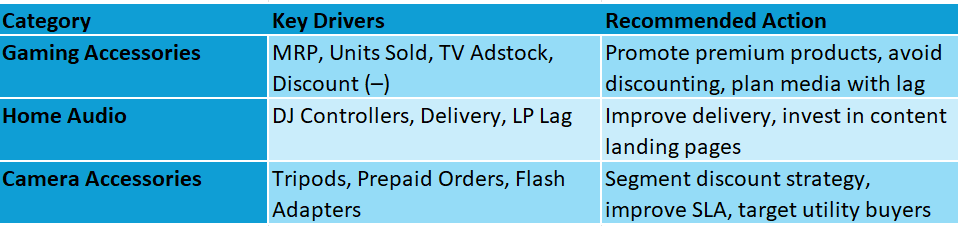 Category Key Drivers Recommended Action
Gaming Accessories MRP, Units Sold, TV Adstock, Promote premium products, avoid
Discount (–) discounting, plan media with lag
Home Audio DJ Controllers, Delivery, LP Lag Improve delivery, invest in content
landing pages
Camera Accessories Tripods, Prepaid Orders, Flash Segment discount strategy,
Adapters improve SLA, target utility buyers